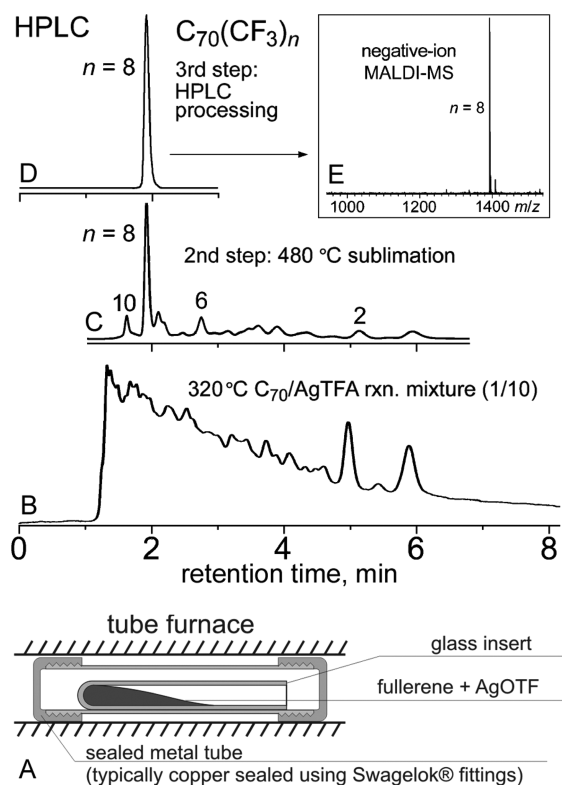 HPLC
C70(CF3)n
n = 8
3rd step:
HPLC
processing
negative-ion
MALDI-MS
n = 8
D
E
1000 1200 1400 m/z
n = 8
2nd step: 480 °C sublimation
10
6
2
C
320°C C70/AgTFA rxn. mixture (1/10)
B
0 2 4 6 8
retention time, min
tube furnace
glass insert
fullerene + AgOTF
sealed metal tube
A
(typically copper sealed using Swagelok® fittings)